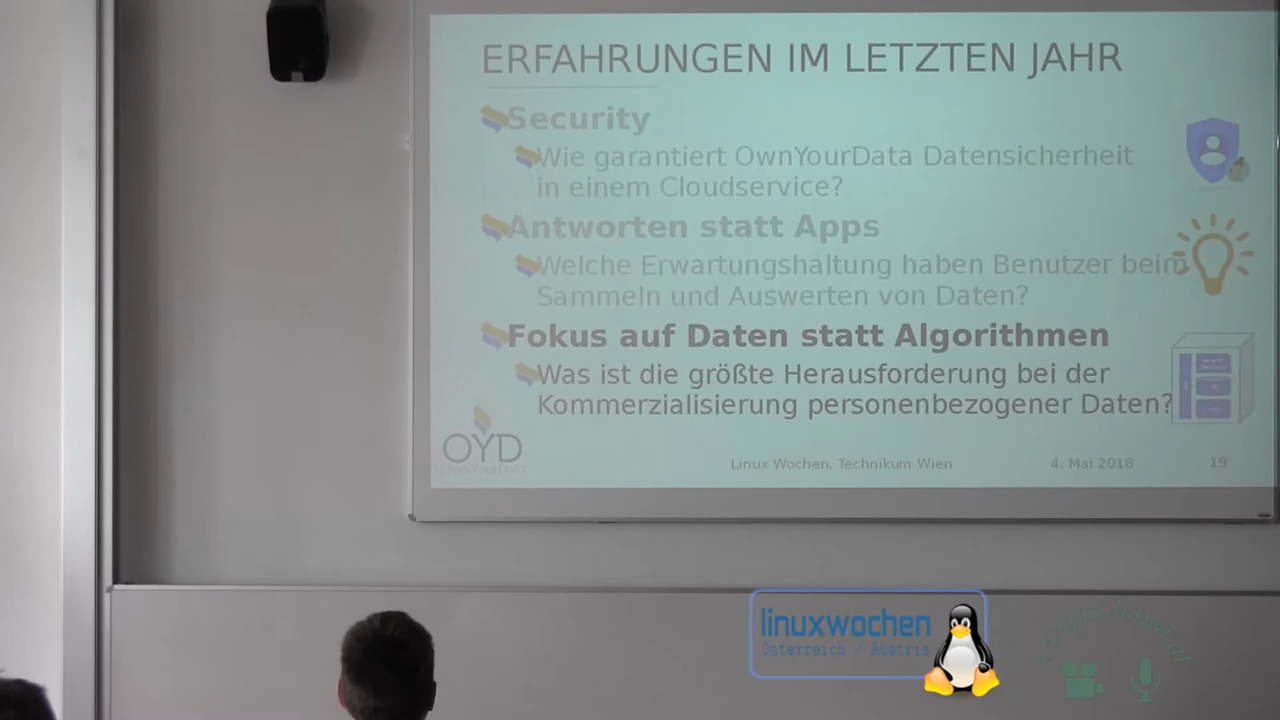 ERFAHRUNGEN IM LETZTEN JAHR
Security
Wie garantiert OwnYourData Datensicherheit
in einem Cloudservice?
Antworten statt Apps
Welche Erwartungshaltung haben Benutzer beim
Sammeln und Auswerten von Daten?
Fokus auf Daten statt Algorithmen
Was ist die größte Herausforderung bei der
Kommerzialisierung personenbezogener Daten?
OYD
Linux Wochen, Technikum Wien
4. Mai 2018
19
linuxwochen
Österreich / Austria